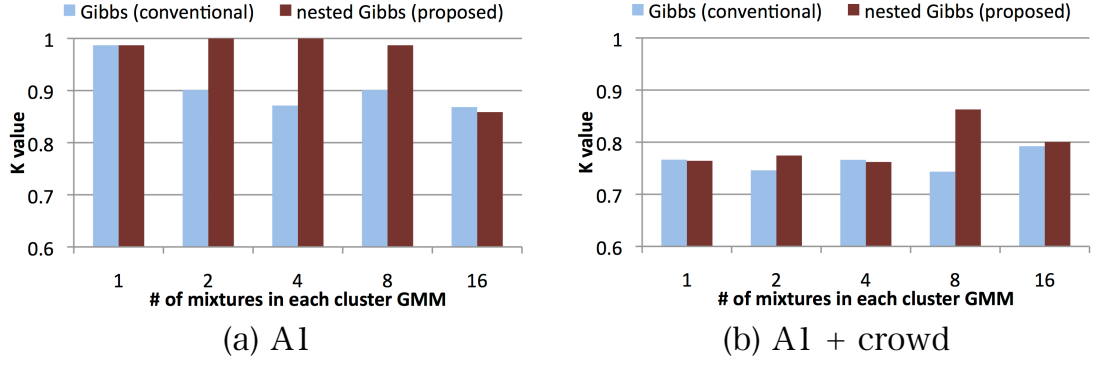 Gibbs (conventional) nested Gibbs (proposed)
1
0.9
0.8
0.7
0.6
K value
1 2 4 8 16
# of mixtures in each cluster GMM
(a) A1
Gibbs (conventional) nested Gibbs (proposed)
1
0.9
0.8
0.7
0.6
K value
1 2 4 8 16
# of mixtures in each cluster GMM
(b) A1 + crowd